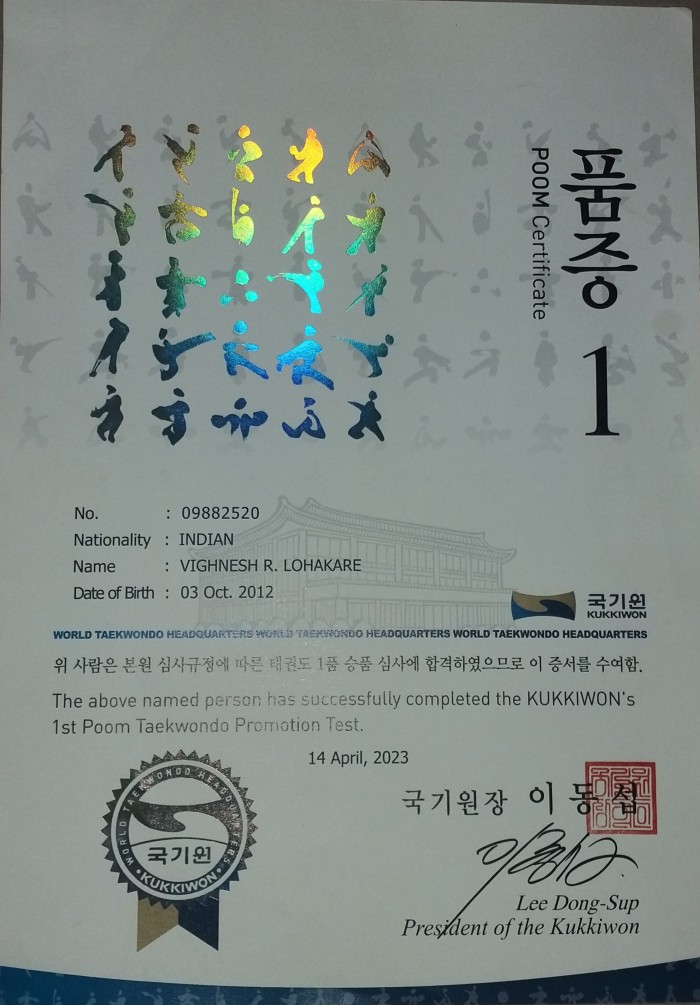 품증
POOM Certificate
1
No. : 09882520
Nationality : INDIAN
Name : VIGHNESH R. LOHAKARE
Date of Birth : 03 Oct. 2012
국기원
KUKKIWON
WORLD TAEKWONDO HEADQUARTERS WORLD TAEKWONDO HEADQUARTERS WORLD TAEKWONDO HEADQUARTERS
위 사람은 본원 심사규정에 따른 태권도 1품 승품 심사에 합격하였으므로 이 증서를 수여함.
The above named person has successfully completed the KUKKIWON's
1st Poom Taekwondo Promotion Test.
14 April, 2023
국기원장 이동섭
WORLD TAEKWONDO HEADQUARTERS
국기원
KUKKIWON
Lee Dong-Sup
President of the Kukkiwon